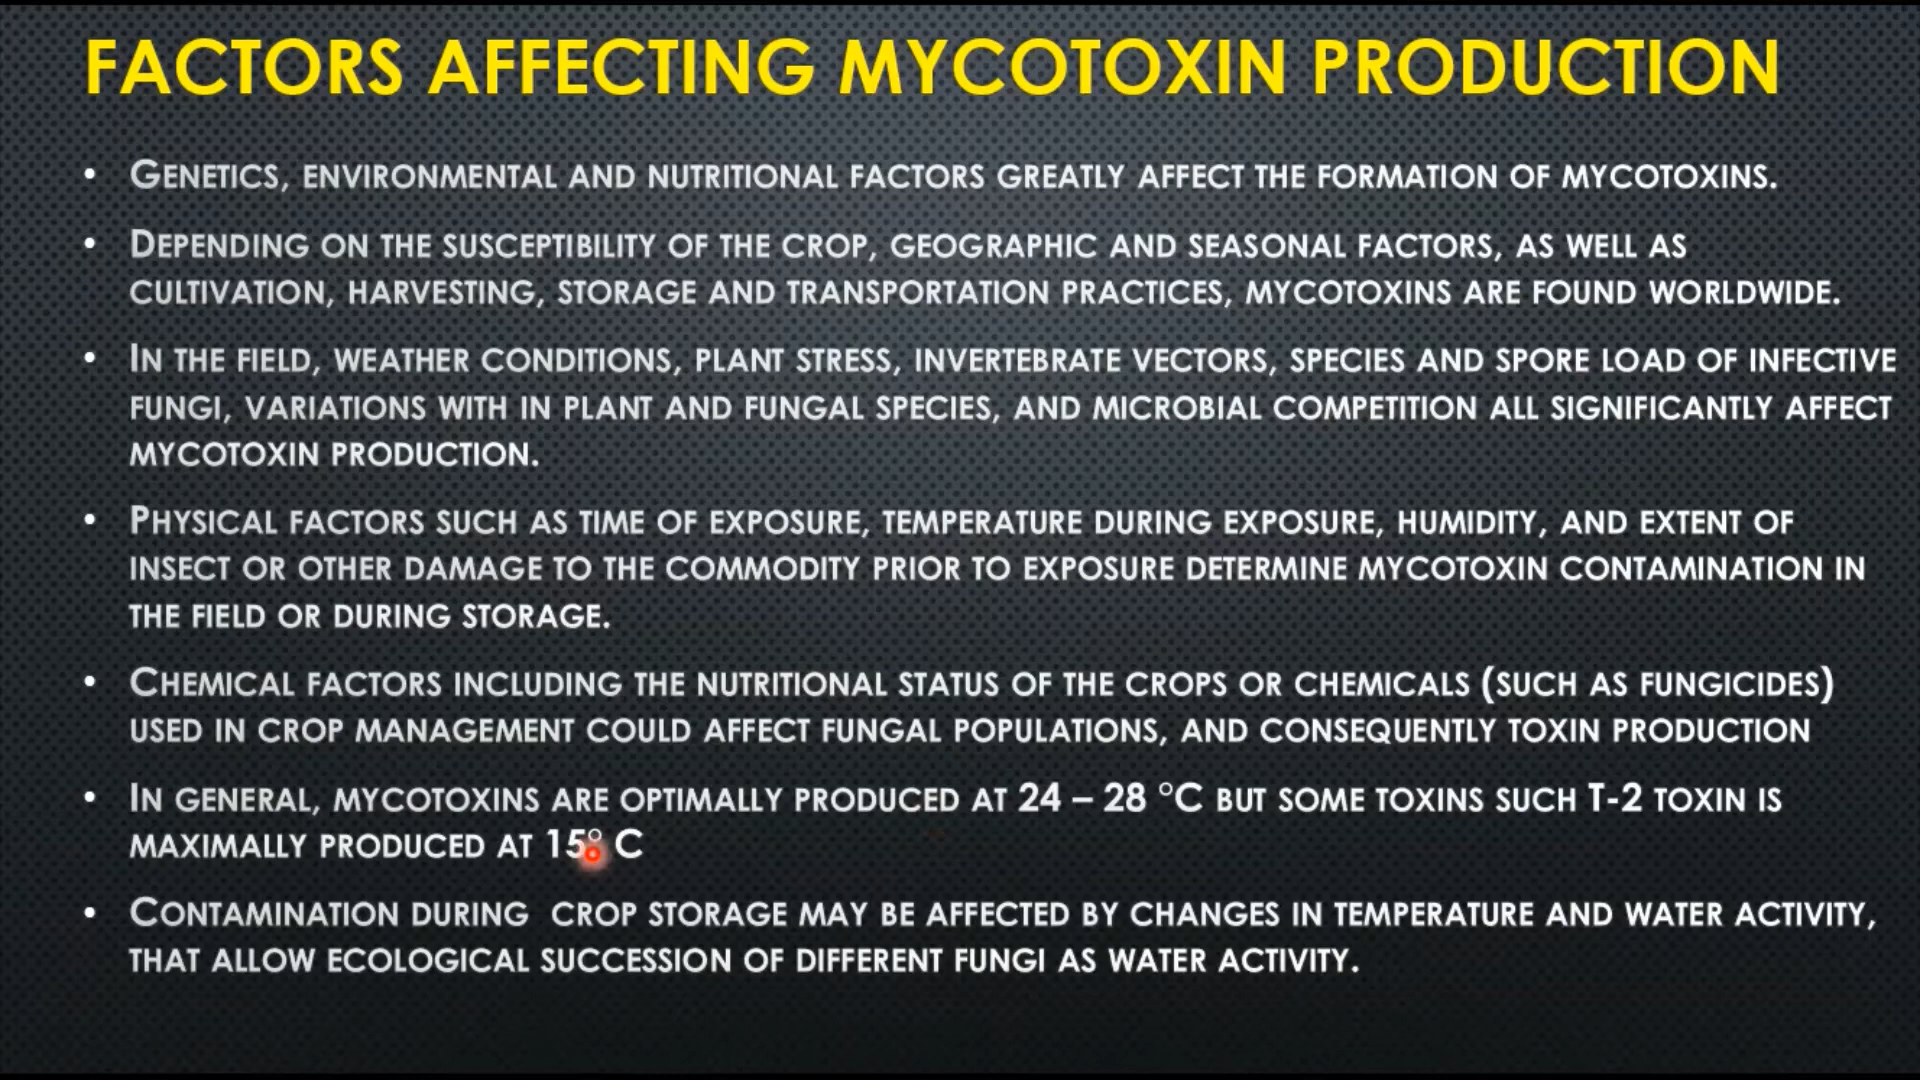 FACTORS AFFECTING MYCOTOXIN PRODUCTION
• GENETICS, ENVIRONMENTAL AND NUTRITIONAL FACTORS GREATLY AFFECT THE FORMATION OF MYCOTOXINS.
• DEPENDING ON THE SUSCEPTIBILITY OF THE CROP, GEOGRAPHIC AND SEASONAL FACTORS, AS WELL AS
CULTIVATION, HARVESTING, STORAGE AND TRANSPORTATION PRACTICES, MYCOTOXINS ARE FOUND WORLDWIDE.
• IN THE FIELD, WEATHER CONDITIONS, PLANT STRESS, INVERTEBRATE VECTORS, SPECIES AND SPORE LOAD OF INFECTIVE
FUNGI, VARIATIONS WITH IN PLANT AND FUNGAL SPECIES, AND MICROBIAL COMPETITION ALL SIGNIFICANTLY AFFECT
MYCOTOXIN PRODUCTION.
• PHYSICAL FACTORS SUCH AS TIME OF EXPOSURE, TEMPERATURE DURING EXPOSURE, HUMIDITY, AND EXTENT OF
INSECT OR OTHER DAMAGE TO THE COMMODITY PRIOR TO EXPOSURE DETERMINE MYCOTOXIN CONTAMINATION IN
THE FIELD OR DURING STORAGE.
• CHEMICAL FACTORS INCLUDING THE NUTRITIONAL STATUS OF THE CROPS OR CHEMICALS (SUCH AS FUNGICIDES)
USED IN CROP MANAGEMENT COULD AFFECT FUNGAL POPULATIONS, AND CONSEQUENTLY TOXIN PRODUCTION
• IN GENERAL, MYCOTOXINS ARE OPTIMALLY PRODUCED AT 24 – 28 °C BUT SOME TOXINS SUCH T-2 TOXIN IS
MAXIMALLY PRODUCED AT 15° C
• CONTAMINATION DURING CROP STORAGE MAY BE AFFECTED BY CHANGES IN TEMPERATURE AND WATER ACTIVITY,
THAT ALLOW ECOLOGICAL SUCCESSION OF DIFFERENT FUNGI AS WATER ACTIVITY.